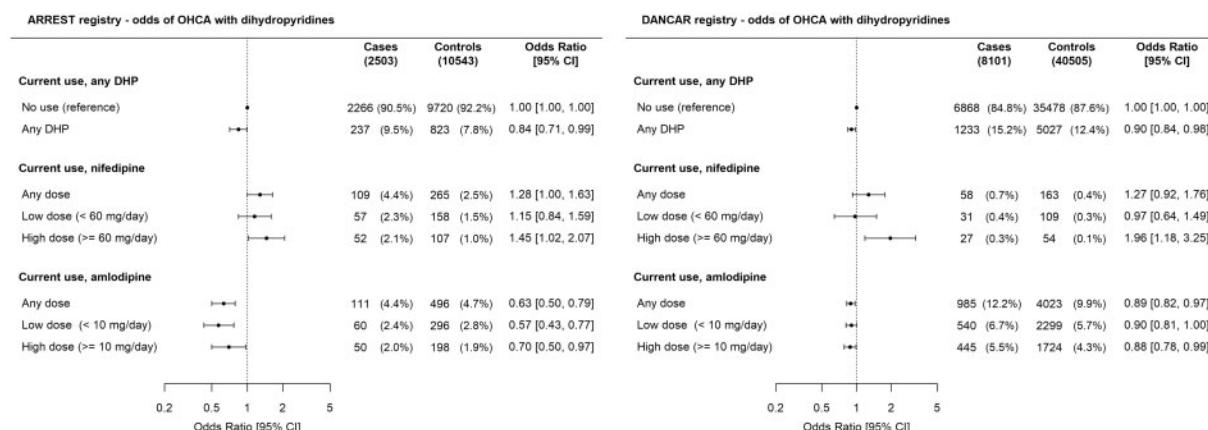 ARREST registry - odds of OHCA with dihydropyridines
Cases Controls Odds Ratio
(2503) (10543) [95% CI]
Current use, any DHP
No use (reference) 2266 (90.5%) 9720 (92.2%) 1.00 [1.00, 1.00]
Any DHP 237 (9.5%) 823 (7.8%) 0.84 [0.71, 0.99]
Current use, nifedipine
Any dose 109 (4.4%) 265 (2.5%) 1.28 [1.00, 1.63]
Low dose (< 60 mg/day) 57 (2.3%) 158 (1.5%) 1.15 [0.84, 1.59]
High dose (>= 60 mg/day) 52 (2.1%) 107 (1.0%) 1.45 [1.02, 2.07]
Current use, amlodipine
Any dose 111 (4.4%) 496 (4.7%) 0.63 [0.50, 0.79]
Low dose (< 10 mg/day) 60 (2.4%) 296 (2.8%) 0.57 [0.43, 0.77]
High dose (>= 10 mg/day) 50 (2.0%) 198 (1.9%) 0.70 [0.50, 0.97]
0.2 0.5 1 2 5
Odds Ratio [95% CI]
DANCAR registry - odds of OHCA with dihydropyridines
Cases Controls Odds Ratio
(8101) (40505) [95% CI]
Current use, any DHP
No use (reference) 6868 (84.8%) 35478 (87.6%) 1.00 [1.00, 1.00]
Any DHP 1233 (15.2%) 5027 (12.4%) 0.90 [0.84, 0.98]
Current use, nifedipine
Any dose 58 (0.7%) 163 (0.4%) 1.27 [0.92, 1.76]
Low dose (< 60 mg/day) 31 (0.4%) 109 (0.3%) 0.97 [0.64, 1.49]
High dose (>= 60 mg/day) 27 (0.3%) 54 (0.1%) 1.96 [1.18, 3.25]
Current use, amlodipine
Any dose 985 (12.2%) 4023 (9.9%) 0.89 [0.82, 0.97]
Low dose (< 10 mg/day) 540 (6.7%) 2299 (5.7%) 0.90 [0.81, 1.00]
High dose (>= 10 mg/day) 445 (5.5%) 1724 (4.3%) 0.88 [0.78, 0.99]
0.2 0.5 1 2 5
Odds Ratio [95% CI]